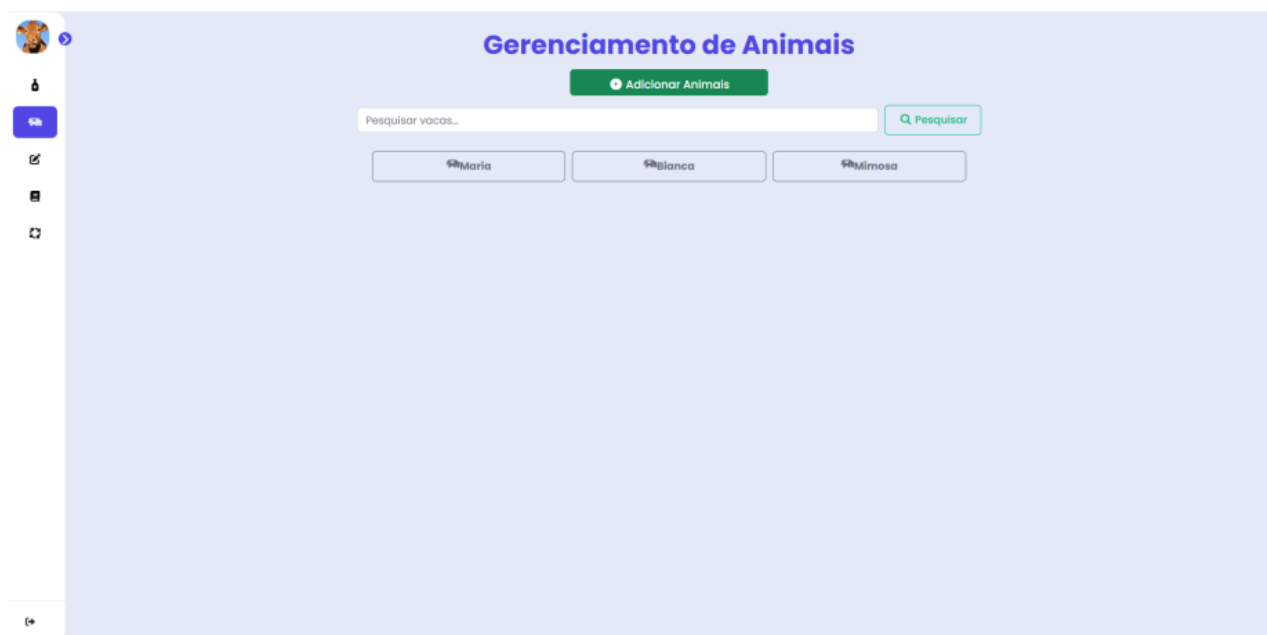 Gerenciamento de Animais
Adicionar Animais
Pesquisar vacas... Pesquisar
Maria Bianca Mimosa